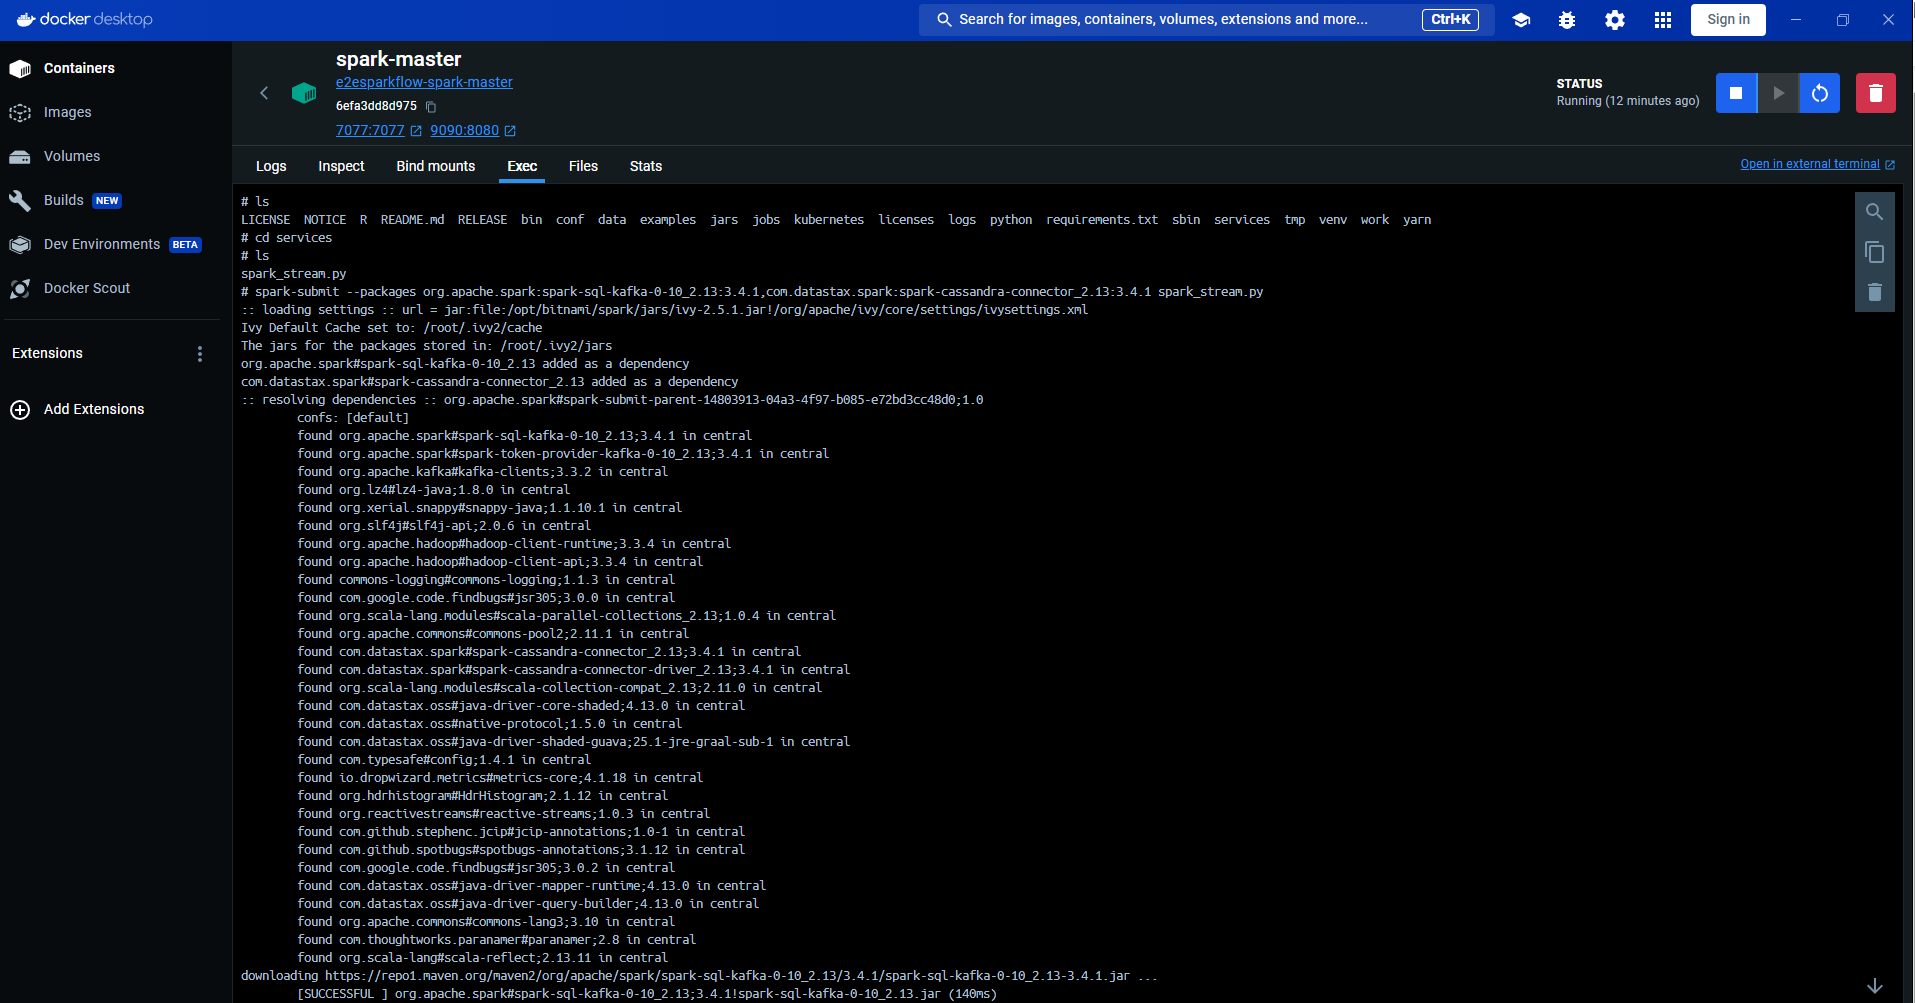 docker desktop
Search for images, containers, volumes, extensions and more...
Ctrl+K
Sign in
Containers
Images
Volumes
Builds NEW
Dev Environments BETA
Docker Scout
Extensions
Add Extensions
spark-master
e2esparkflow-spark-master
6efa3dd8d975
7077:7077 9090:8080
STATUS
Running (12 minutes ago)
Logs Inspect Bind mounts Exec Files Stats
Open in external terminal
# ls
LICENSE NOTICE R README.md RELEASE bin conf data examples jars jobs kubernetes licenses logs python requirements.txt sbin services tmp venv work yarn
# cd services
# ls
spark_stream.py
# spark-submit --packages org.apache.spark:spark-sql-kafka-0-10_2.13:3.4.1,com.datastax.spark:spark-cassandra-connector_2.13:3.4.1 spark_stream.py
:: loading settings :: url = jar:file:/opt/bitnami/spark/jars/ivy-2.5.1.jar!/org/apache/ivy/core/settings/ivysettings.xml
Ivy Default Cache set to: /root/.ivy2/cache
The jars for the packages stored in: /root/.ivy2/jars
org.apache.spark#spark-sql-kafka-0-10_2.13 added as a dependency
com.datastax.spark#spark-cassandra-connector_2.13 added as a dependency
:: resolving dependencies :: org.apache.spark#spark-submit-parent-14803913-04a3-4f97-b085-e72bd3cc48d0;1.0
confs: [default]
found org.apache.spark#spark-sql-kafka-0-10_2.13;3.4.1 in central
found org.apache.spark#spark-token-provider-kafka-0-10_2.13;3.4.1 in central
found org.apache.kafka#kafka-clients;3.3.2 in central
found org.lz4#lz4-java;1.8.0 in central
found org.xerial.snappy#snappy-java;1.1.10.1 in central
found org.slf4j#slf4j-api;2.0.6 in central
found org.apache.hadoop#hadoop-client-runtime;3.3.4 in central
found org.apache.hadoop#hadoop-client-api;3.3.4 in central
found commons-logging#commons-logging;1.1.3 in central
found com.google.code.findbugs#jsr305;3.0.0 in central
found org.scala-lang.modules#scala-parallel-collections_2.13;1.0.4 in central
found org.apache.commons#commons-pool2;2.11.1 in central
found com.datastax.spark#spark-cassandra-connector_2.13;3.4.1 in central
found com.datastax.spark#spark-cassandra-connector-driver_2.13;3.4.1 in central
found org.scala-lang.modules#scala-collection-compat_2.13;2.11.0 in central
found com.datastax.oss#java-driver-core-shaded;4.13.0 in central
found com.datastax.oss#native-protocol;1.5.0 in central
found com.datastax.oss#java-driver-shaded-guava;25.1-jre-graal-sub-1 in central
found com.typesafe#config;1.4.1 in central
found io.dropwizard.metrics#metrics-core;4.1.18 in central
found org.hdrhistogram#HdrHistogram;2.1.12 in central
found org.reactivestreams#reactive-streams;1.0.3 in central
found com.github.stephenc.jcip#jcip-annotations;1.0-1 in central
found com.github.spotbugs#spotbugs-annotations;3.1.12 in central
found com.google.code.findbugs#jsr305;3.0.2 in central
found com.datastax.oss#java-driver-mapper-runtime;4.13.0 in central
found com.datastax.oss#java-driver-query-builder;4.13.0 in central
found org.apache.commons#commons-lang3;3.10 in central
found com.thoughtworks.paranamer#paranamer;2.8 in central
found org.scala-lang#scala-reflect;2.13.11 in central
downloading https://repo1.maven.org/maven2/org/apache/spark/spark-sql-kafka-0-10_2.13/3.4.1/spark-sql-kafka-0-10_2.13-3.4.1.jar ...
[SUCCESSFUL ] org.apache.spark#spark-sql-kafka-0-10_2.13;3.4.1!spark-sql-kafka-0-10_2.13.jar (140ms)